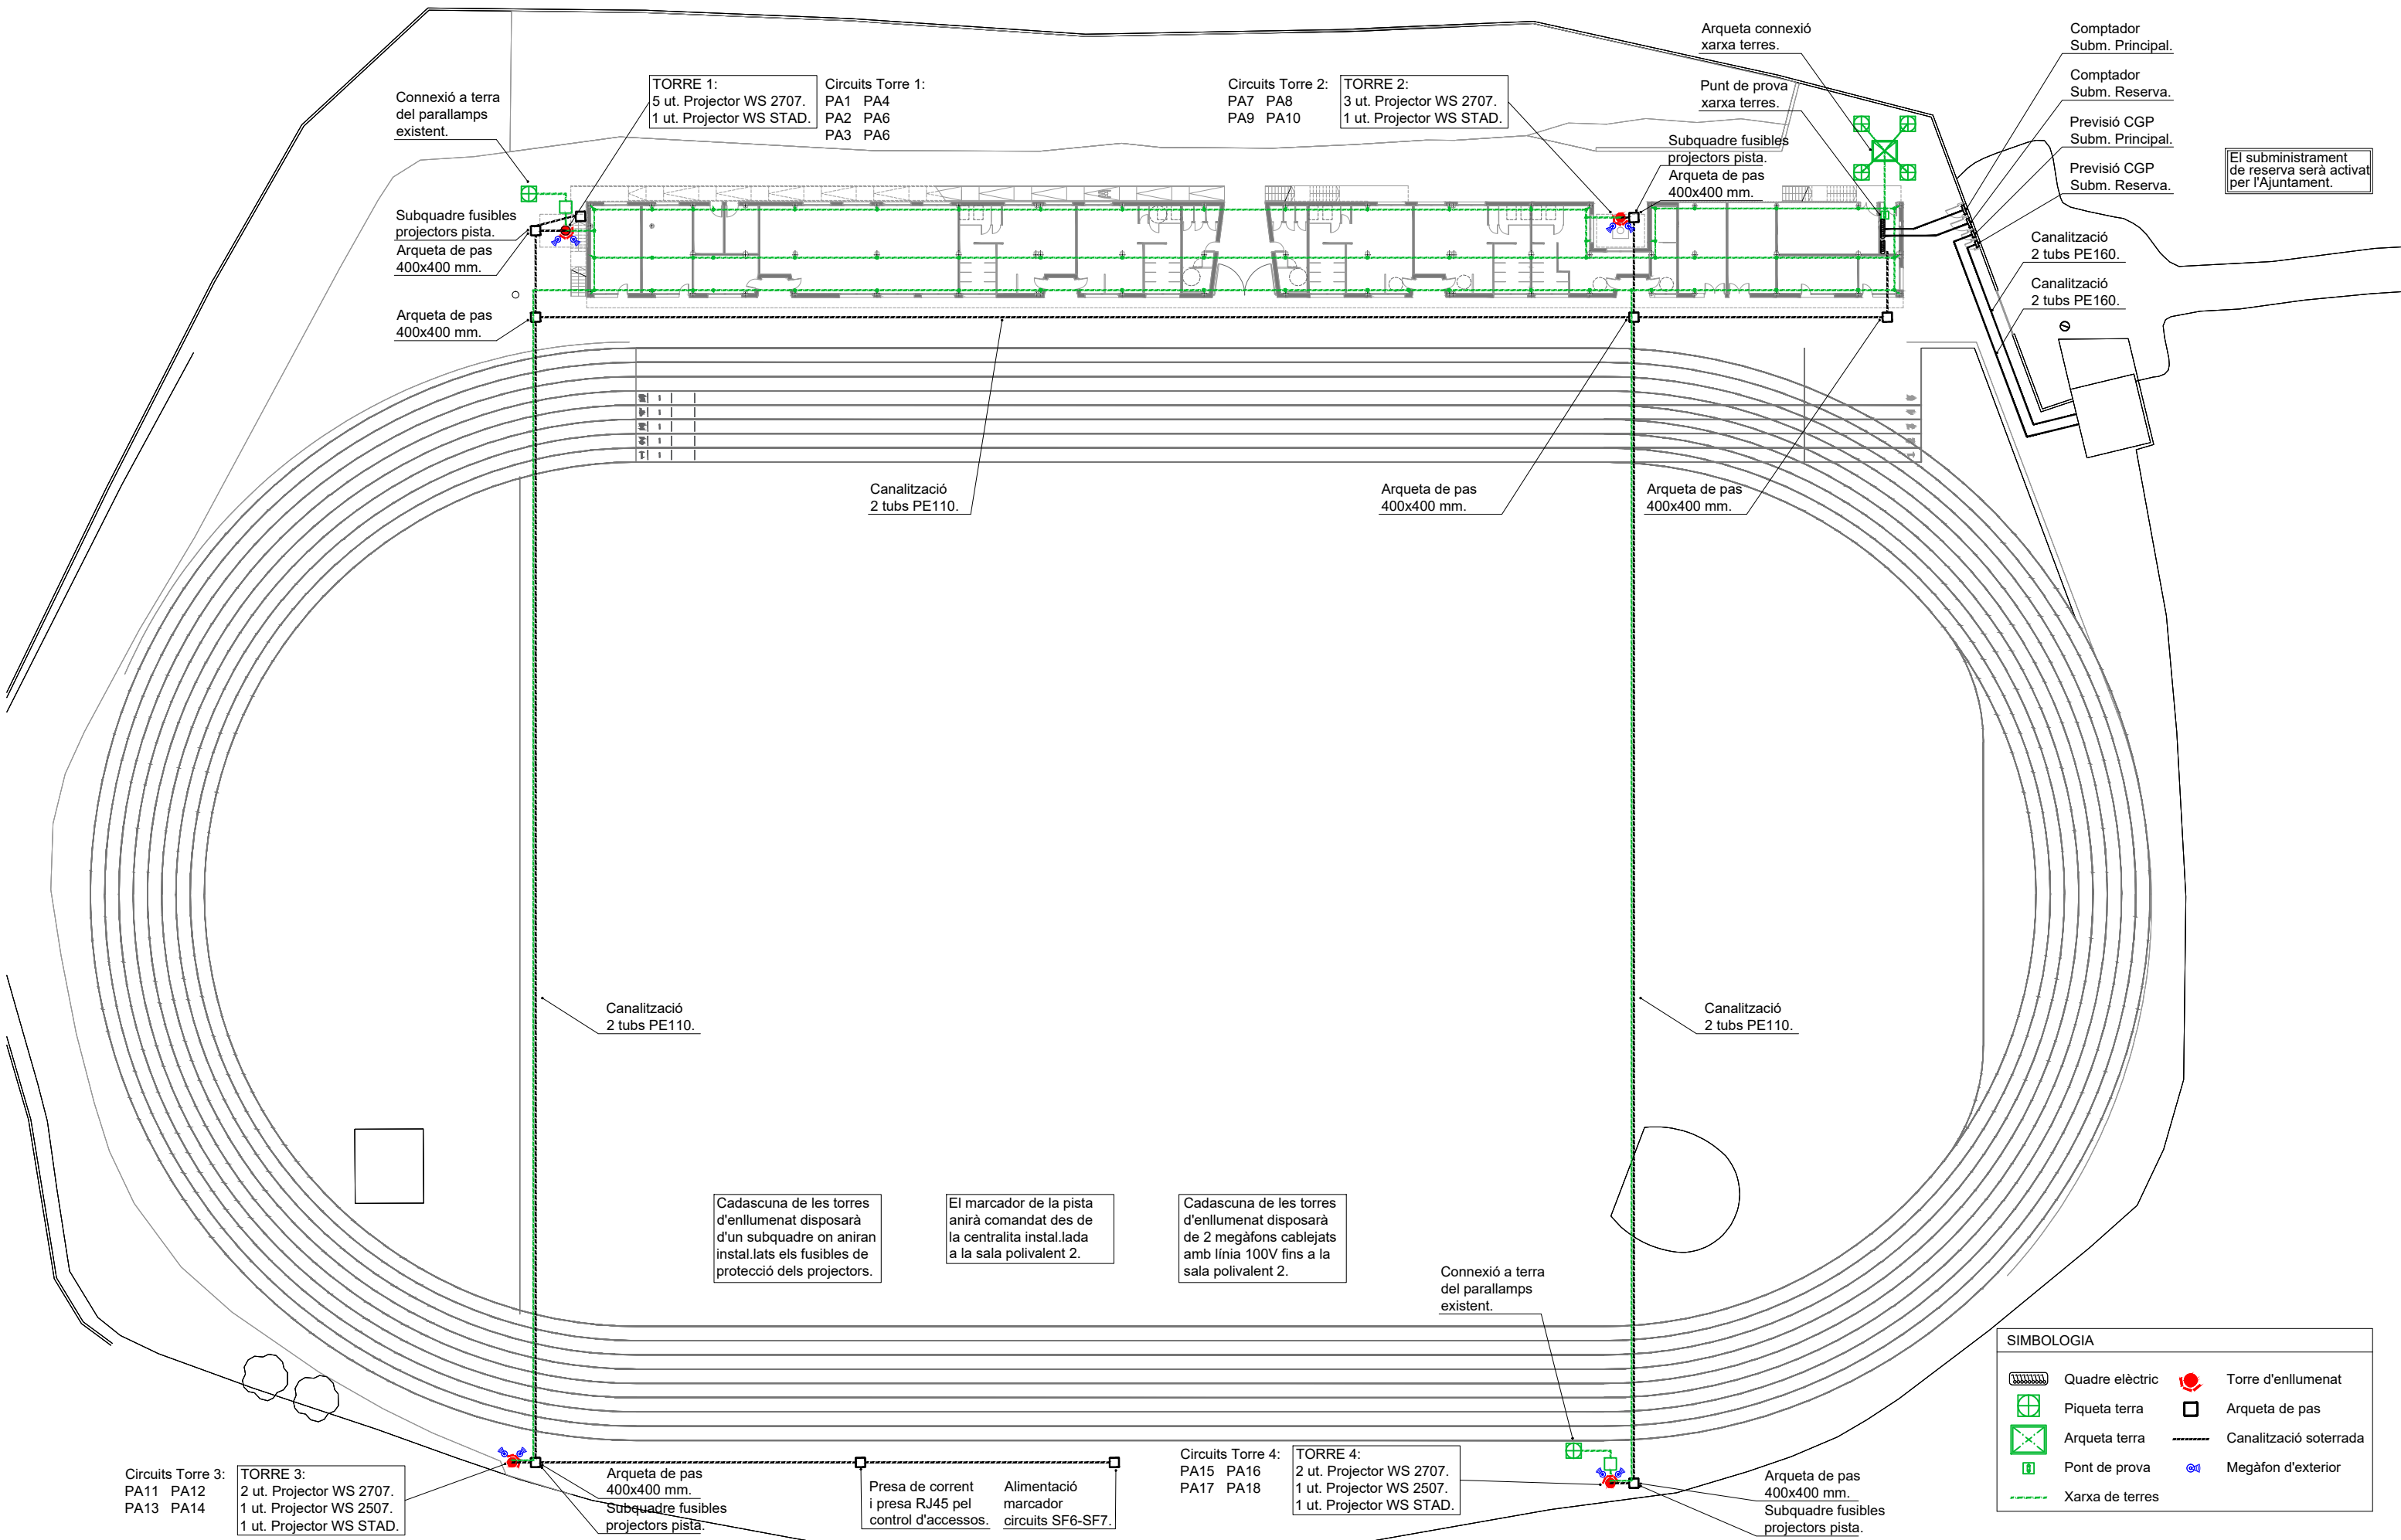 Arqueta connexió
xarxa terres.
Comptador
Subm. Principal.
Comptador
Subm. Reserva.
Previsió CGP
Subm. Principal.
Previsió CGP
Subm. Reserva.
El subministrament
de reserva serà activat
per l'Ajuntament.
Connexió a terra
del parallamps
existent.
TORRE 1:
5 ut. Projector WS 2707.
1 ut. Projector WS STAD.
Circuits Torre 1:
PA1 PA4
PA2 PA6
PA3 PA6
Circuits Torre 2:
PA7 PA8
PA9 PA10
TORRE 2:
3 ut. Projector WS 2707.
1 ut. Projector WS STAD.
Punt de prova
xarxa terres.
Subquadre fusibles
projectors pista.
Arqueta de pas
400x400 mm.
Subquadre fusibles
projectors pista.
Arqueta de pas
400x400 mm.
Arqueta de pas
400x400 mm.
Canalització
2 tubs PE160.
Canalització
2 tubs PE160.
Canalització
2 tubs PE110.
Arqueta de pas
400x400 mm.
Arqueta de pas
400x400 mm.
Canalització
2 tubs PE110.
Canalització
2 tubs PE110.
Cadascuna de les torres
d'enllumenat disposarà
d'un subquadre on aniran
instal.lats els fusibles de
protecció dels projectors.
El marcador de la pista
anirà comandat des de
la centralita instal.lada
a la sala polivalent 2.
Cadascuna de les torres
d'enllumenat disposarà
de 2 megàfons cablejats
amb línia 100V fins a la
sala polivalent 2.
Connexió a terra
del parallamps
existent.
Circuits Torre 3:
PA11 PA12
PA13 PA14
TORRE 3:
2 ut. Projector WS 2707.
1 ut. Projector WS 2507.
1 ut. Projector WS STAD.
Arqueta de pas
400x400 mm.
Subquadre fusibles
projectors pista.
Presa de corrent
i presa RJ45 pel
control d'accessos.
Alimentació
marcador
circuits SF6-SF7.
Circuits Torre 4:
PA15 PA16
PA17 PA18
TORRE 4:
2 ut. Projector WS 2707.
1 ut. Projector WS 2507.
1 ut. Projector WS STAD.
Arqueta de pas
400x400 mm.
Subquadre fusibles
projectors pista.
SIMBOLOGIA
Quadre elèctric
Torre d'enllumenat
Piqueta terra
Arqueta de pas
Arqueta terra
Canalització soterrada
Pont de prova
Megàfon d'exterior
Xarxa de terres